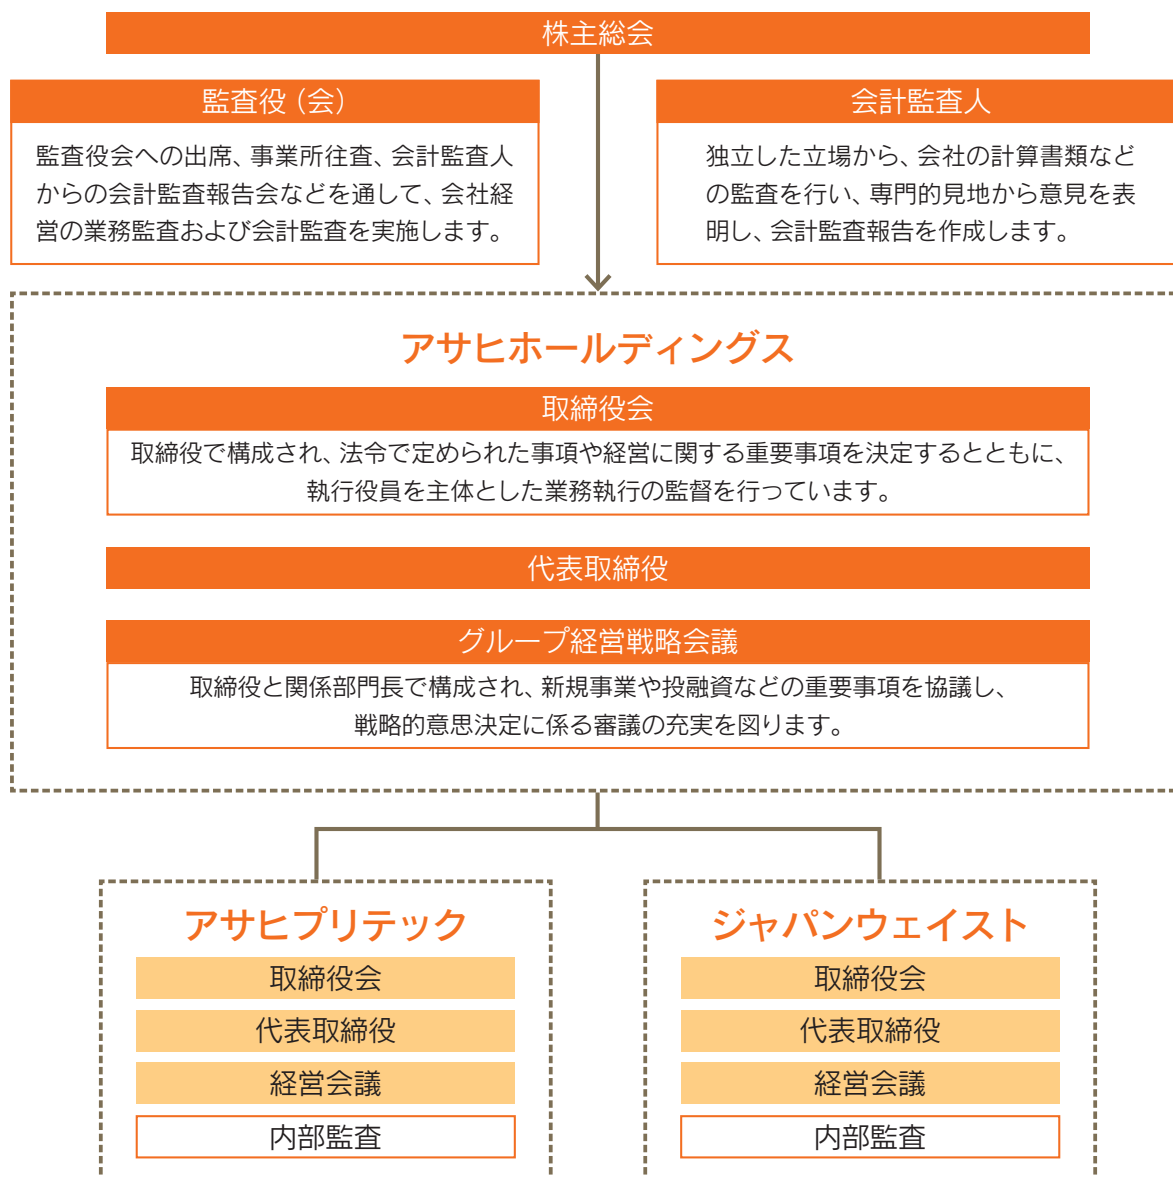 株主総会
監査役（会）
監査役会への出席、事業所往査、会計監査人
からの会計監査報告会などを通して、会社経
営の業務監査および会計監査を実施します。
会計監査人
独立した立場から、会社の計算書類など
の監査を行い、専門的見地から意見を表
明し、会計監査報告を作成します。
アサヒホールディングス
取締役会
取締役で構成され、法令で定められた事項や経営に関する重要事項を決定するとともに、
執行役員を主体とした業務執行の監督を行っています。
代表取締役
グループ経営戦略会議
取締役と関係部門長で構成され、新規事業や投融資などの重要事項を協議し、
戦略的意思決定に係る審議の充実を図ります。
アサヒプリテック
取締役会
代表取締役
経営会議
内部監査
ジャパンウェイスト
取締役会
代表取締役
経営会議
内部監査